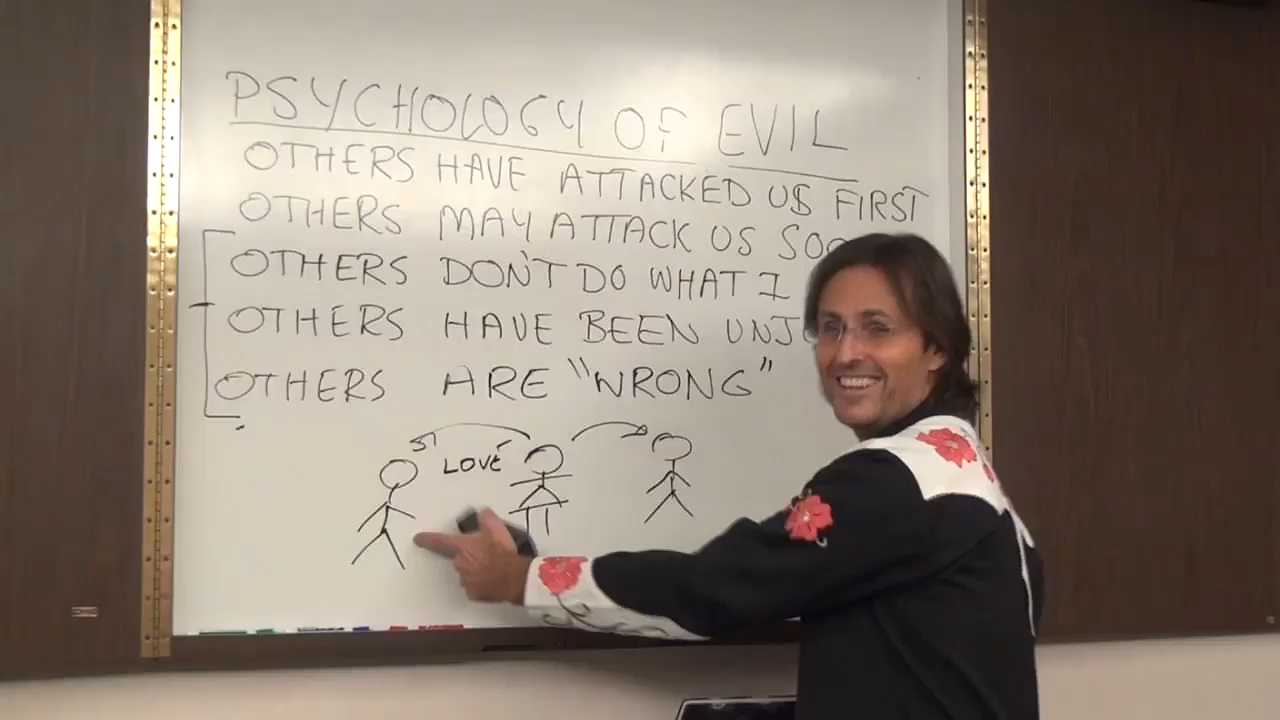 PSYCHOLOGY OF EVIL
OTHERS HAVE ATTACKED US FIRST
OTHERS MAY ATTACK US
OTHERS DON'T DO WHAT I
OTHERS HAVE BEEN
OTHERS ARE "WRONG"
LOVE